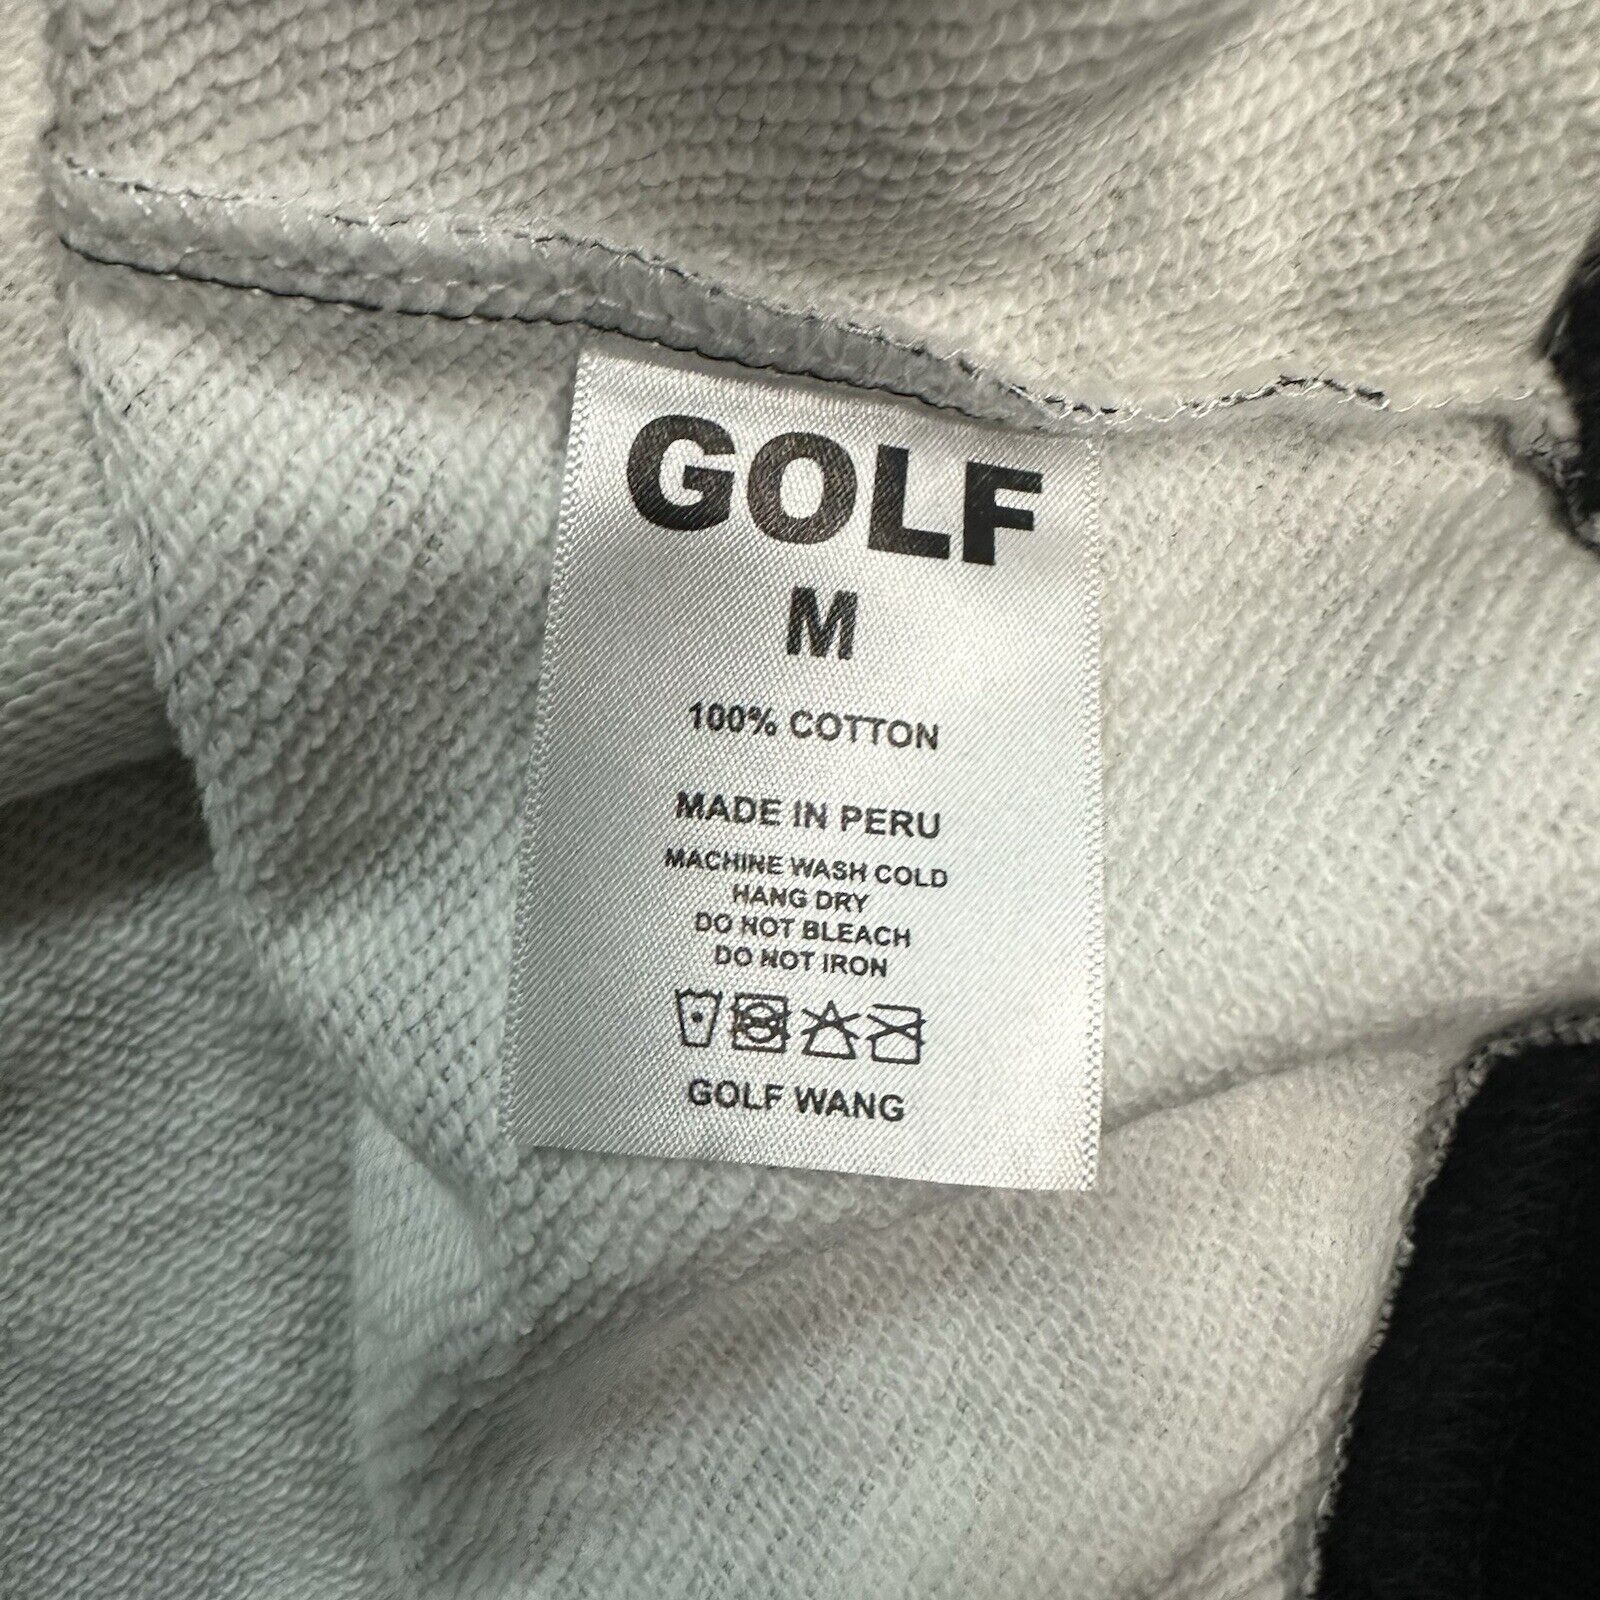 GOLF
M
100% COTTON
MADE IN PERU
MACHINE WASH COLD
HANG DRY
DO NOT BLEACH
DO NOT IRON
GOLF WANG